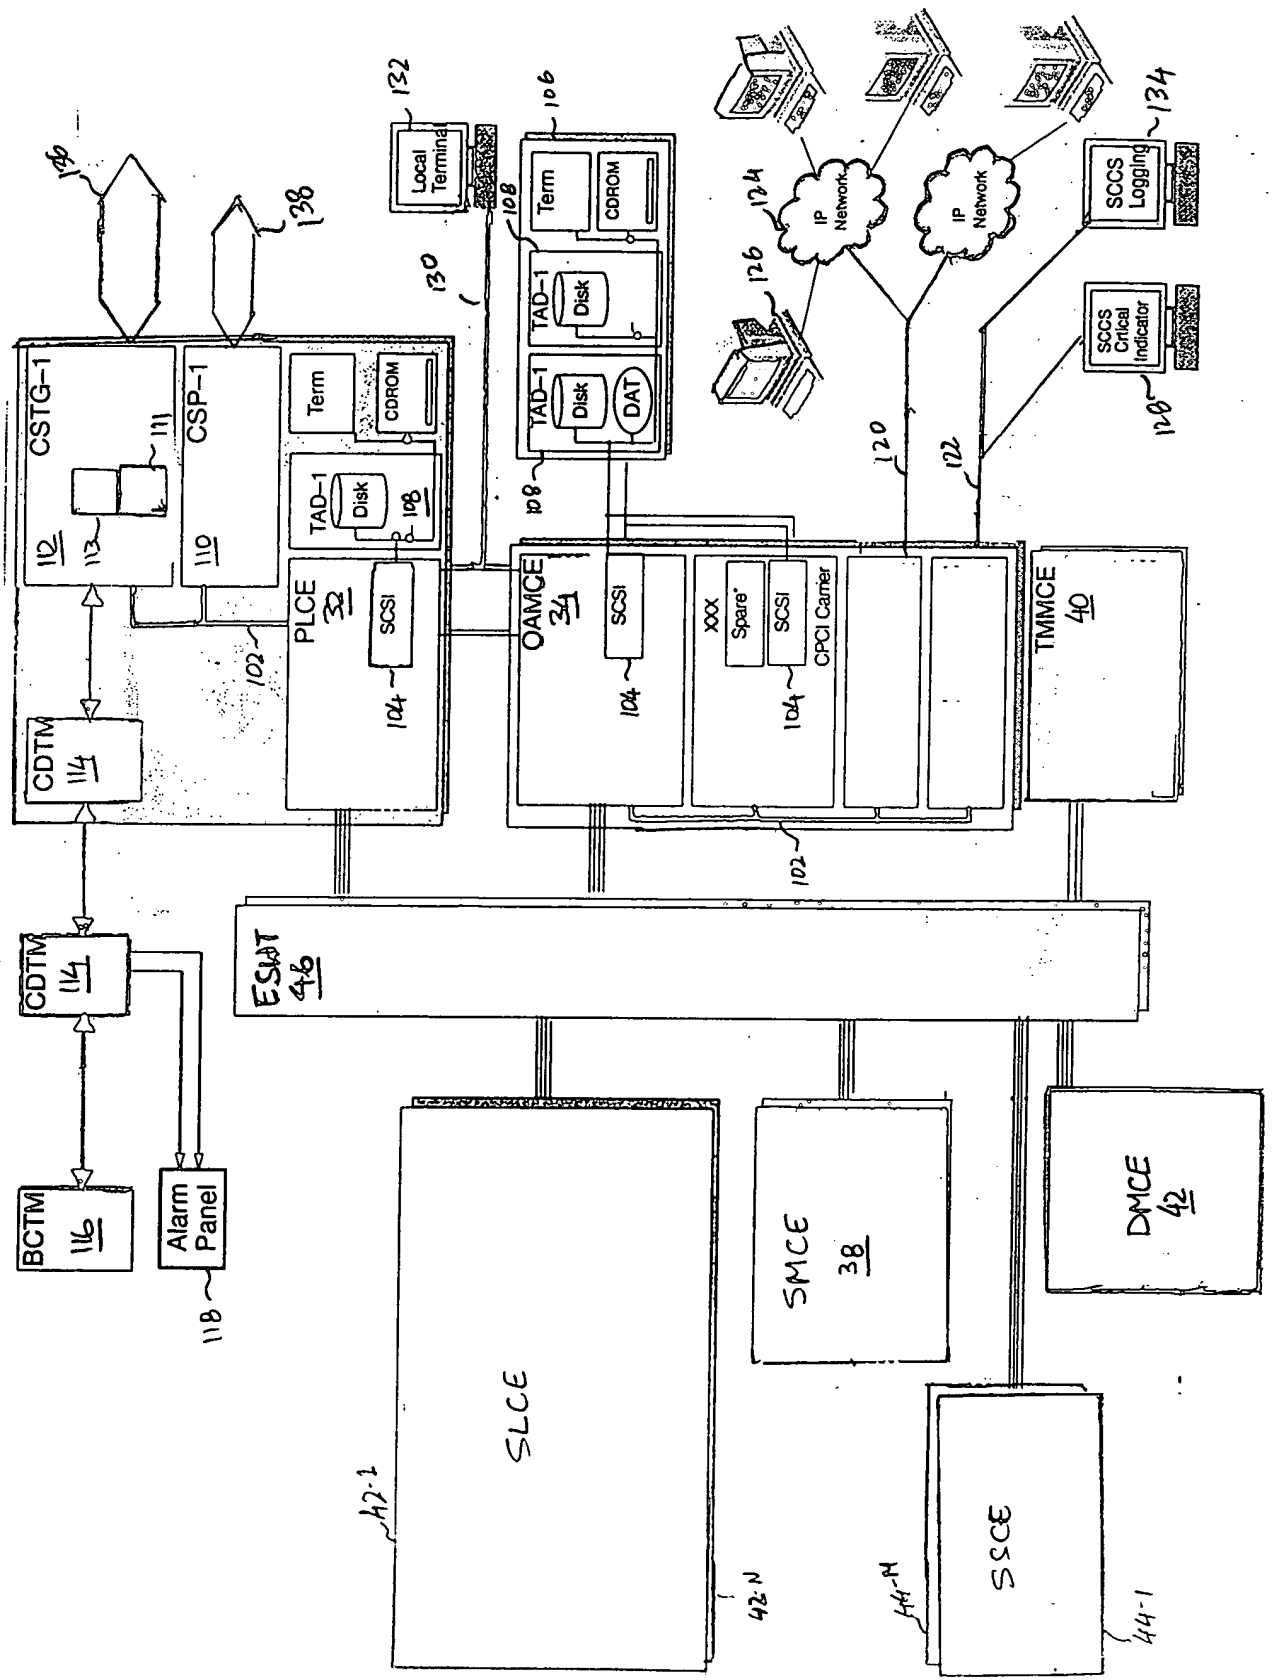 BCTM
116
CDTM
114
CDTM
114
CSTG-1
112
113
111
136
Alarm
Panel
118
CSP-1
110
138
102
PLCE
32
SCSI
104
TAD-1
Disk
108
Term
CDROM
Local
Terminal
132
130
ESWT
46
OAMCE
34
SCSI
104
XXX
Spare*
SCSI
104
CPCI Carrier
102
108
TAD-1
Disk
DAT
TAD-1
Disk
108
Term
CDROM
106
126
124
IP
Network
IP
Network
120
122
SCCS
Critical
Indicator
128
SCCS
Logging
134
TMMCE
40
SLCE
42-1
42-N
SMCE
38
SSCE
44-M
44-1
DMCE
42